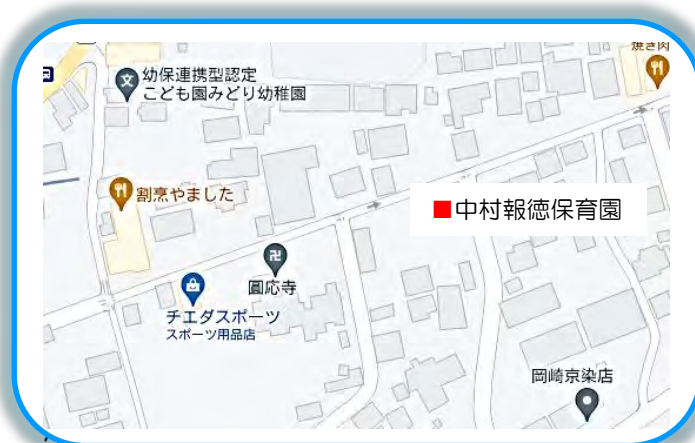 焼き肉
文
幼保連携型認定
こども園みどり幼稚園
割烹やました
■中村報徳保育園
卍
圓応寺
チエダスポーツ
スポーツ用品店
岡崎京染店